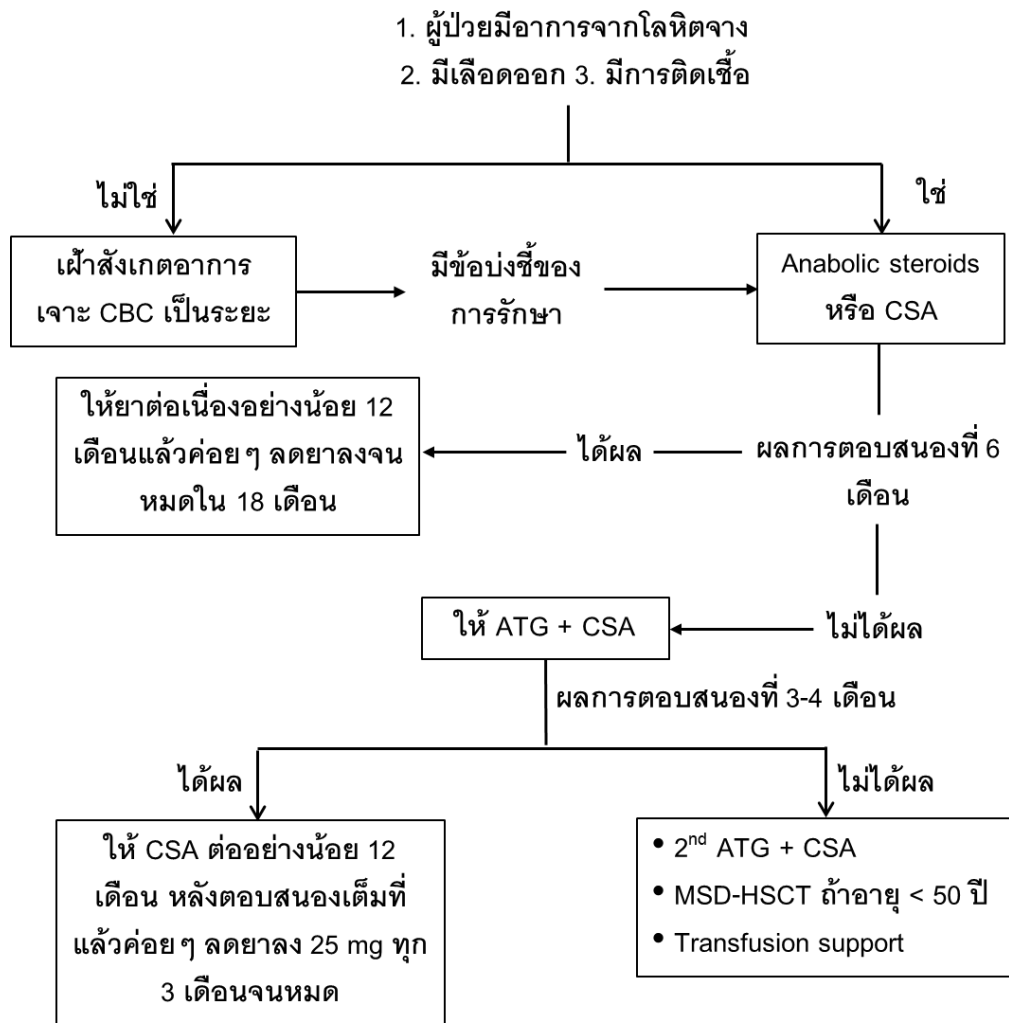 1. ผู้ป่วยมีอาการจากโลหิตจาง
2. มีเลือดออก 3. มีการติดเชื้อ
ไม่ใช่
ใช่
เฝ้าสังเกตอาการ
เจาะ CBC เป็นระยะ
มีข้อบ่งชี้ของ
การรักษา
Anabolic steroids
หรือ CSA
ให้ยาต่อเนื่องอย่างน้อย 12
เดือนแล้วค่อยๆ ลดยาลงจน
หมดใน 18 เดือน
ได้ผล
ผลการตอบสนองที่ 6
เดือน
ให้ ATG + CSA
ไม่ได้ผล
ผลการตอบสนองที่ 3-4 เดือน
ได้ผล
ไม่ได้ผล
ให้ CSA ต่ออย่างน้อย 12
เดือน หลังตอบสนองเต็มที่
แล้วค่อยๆ ลดยาลง 25 mg ทุก
3 เดือนจนหมด
• 2nd ATG + CSA
• MSD-HSCT ถ้าอายุ < 50 ปี
• Transfusion support